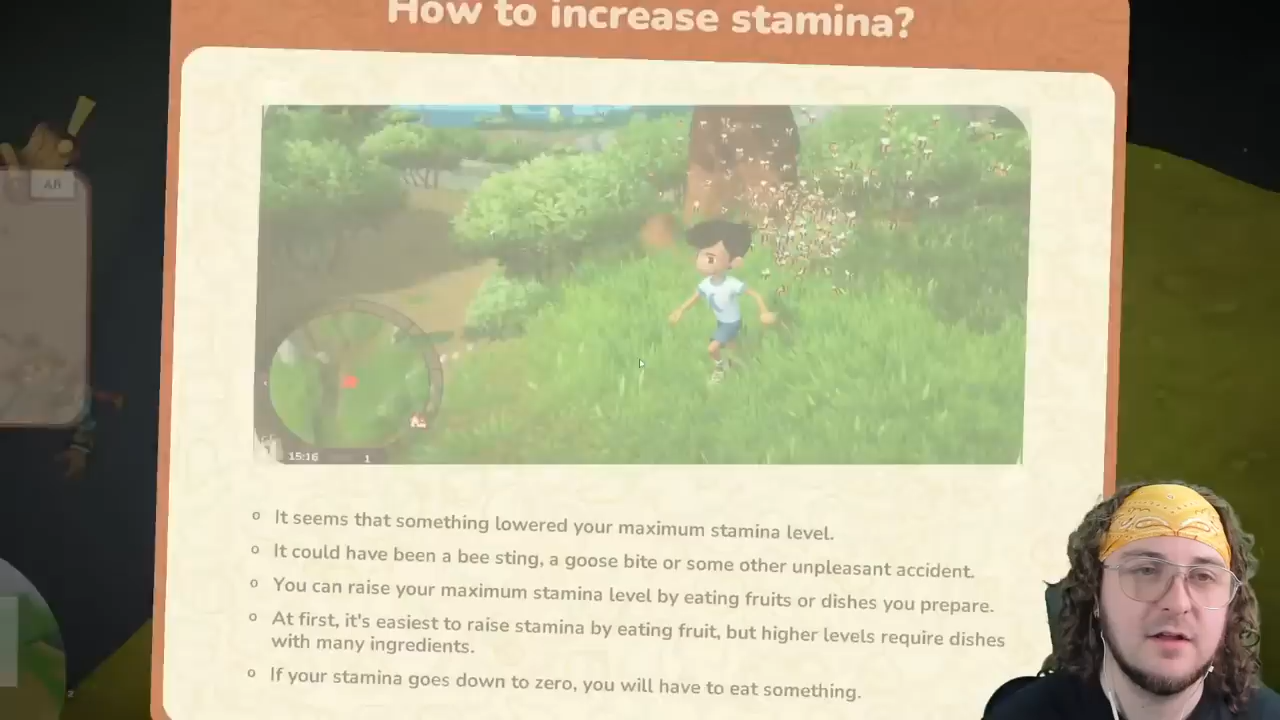 How to increase stamina?
AB
15:16
1
o It seems that something lowered your maximum stamina level.
o It could have been a bee sting, a goose bite or some other unpleasant accident.
o You can raise your maximum stamina level by eating fruits or dishes you prepare.
o At first, it's easiest to raise stamina by eating fruit, but higher levels require dishes
with many ingredients.
o If your stamina goes down to zero, you will have to eat something.
2